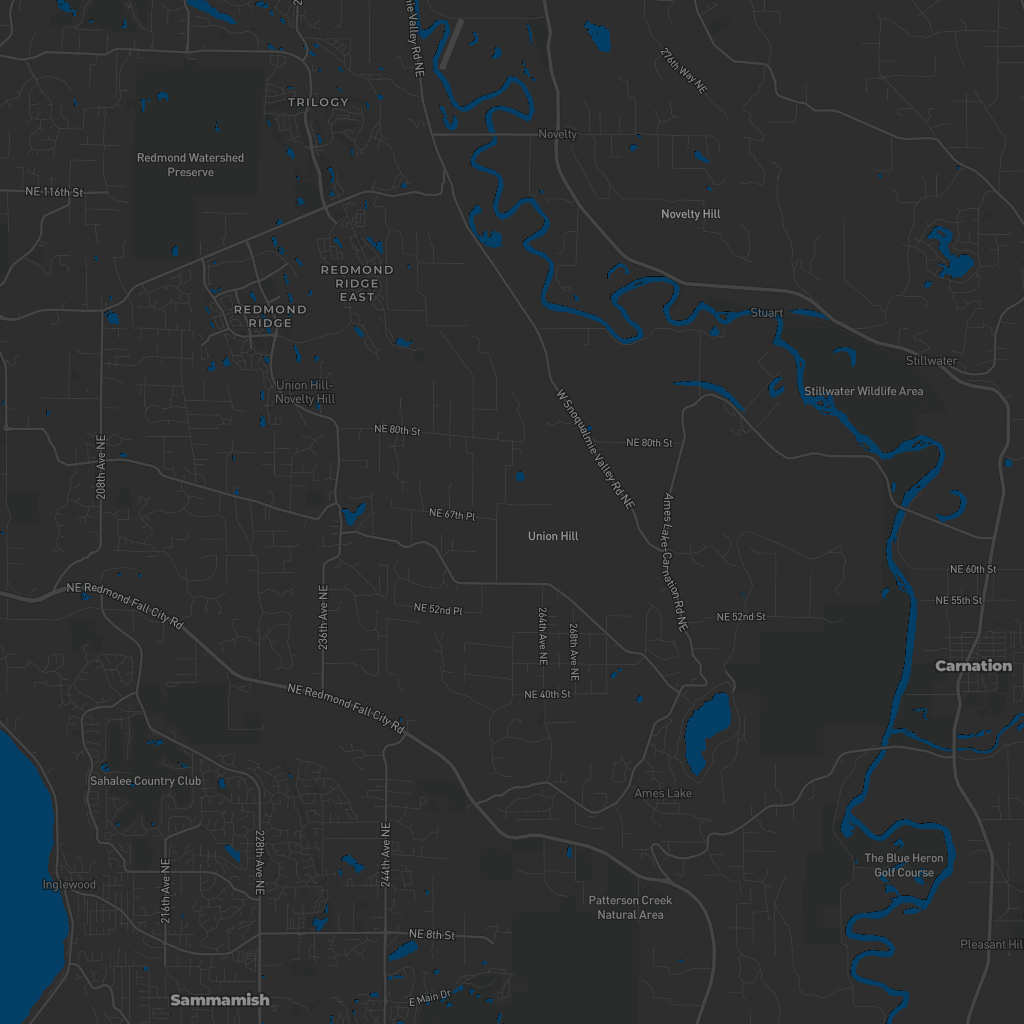 ie Valley Rd NE
2
276th Way NE
TRILOGY
Novelty
Redmond Watershed
Preserve
NE 116th St
Novelty Hill
REDMOND
RIDGE
EAST
REDMOND
RIDGE
Stuart
Stillwater
Union Hill-
Novelty Hill
Stillwater Wildlife Area
W Snoqualmie Valley Rd NE
NE 80th St
NE 80th St
208th Ave NE
NE 67th Pl
Union Hill
Ames Lake-Carnation Rd NE
NE 60th St
NE Redmond Fall City Rd
236th Ave NE
NE 52nd Pl
264th Ave NE
268th Ave NE
NE 52nd St
NE 55th St
Carnation
NE Redmond Fall City Rd
NE 40th St
Sahalee Country Club
Ames Lake
228th Ave NE
244th Ave NE
216th Ave NE
Inglewood
The Blue Heron
Golf Course
Patterson Creek
Natural Area
NE 8th St
Pleasant Hil
Sammamish
E Main Dr